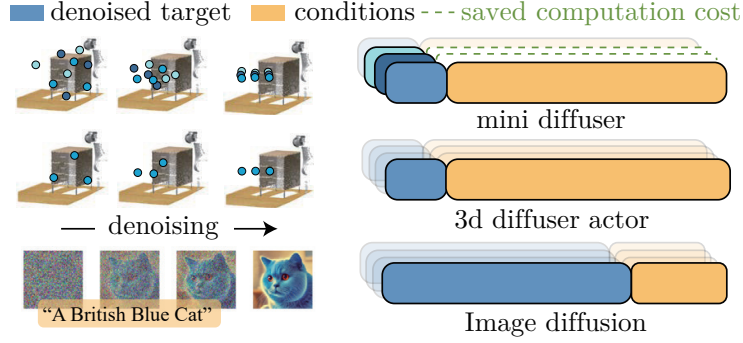 denoised target
conditions
saved computation cost
mini diffuser
3d diffuser actor
denoising
"A British Blue Cat"
Image diffusion